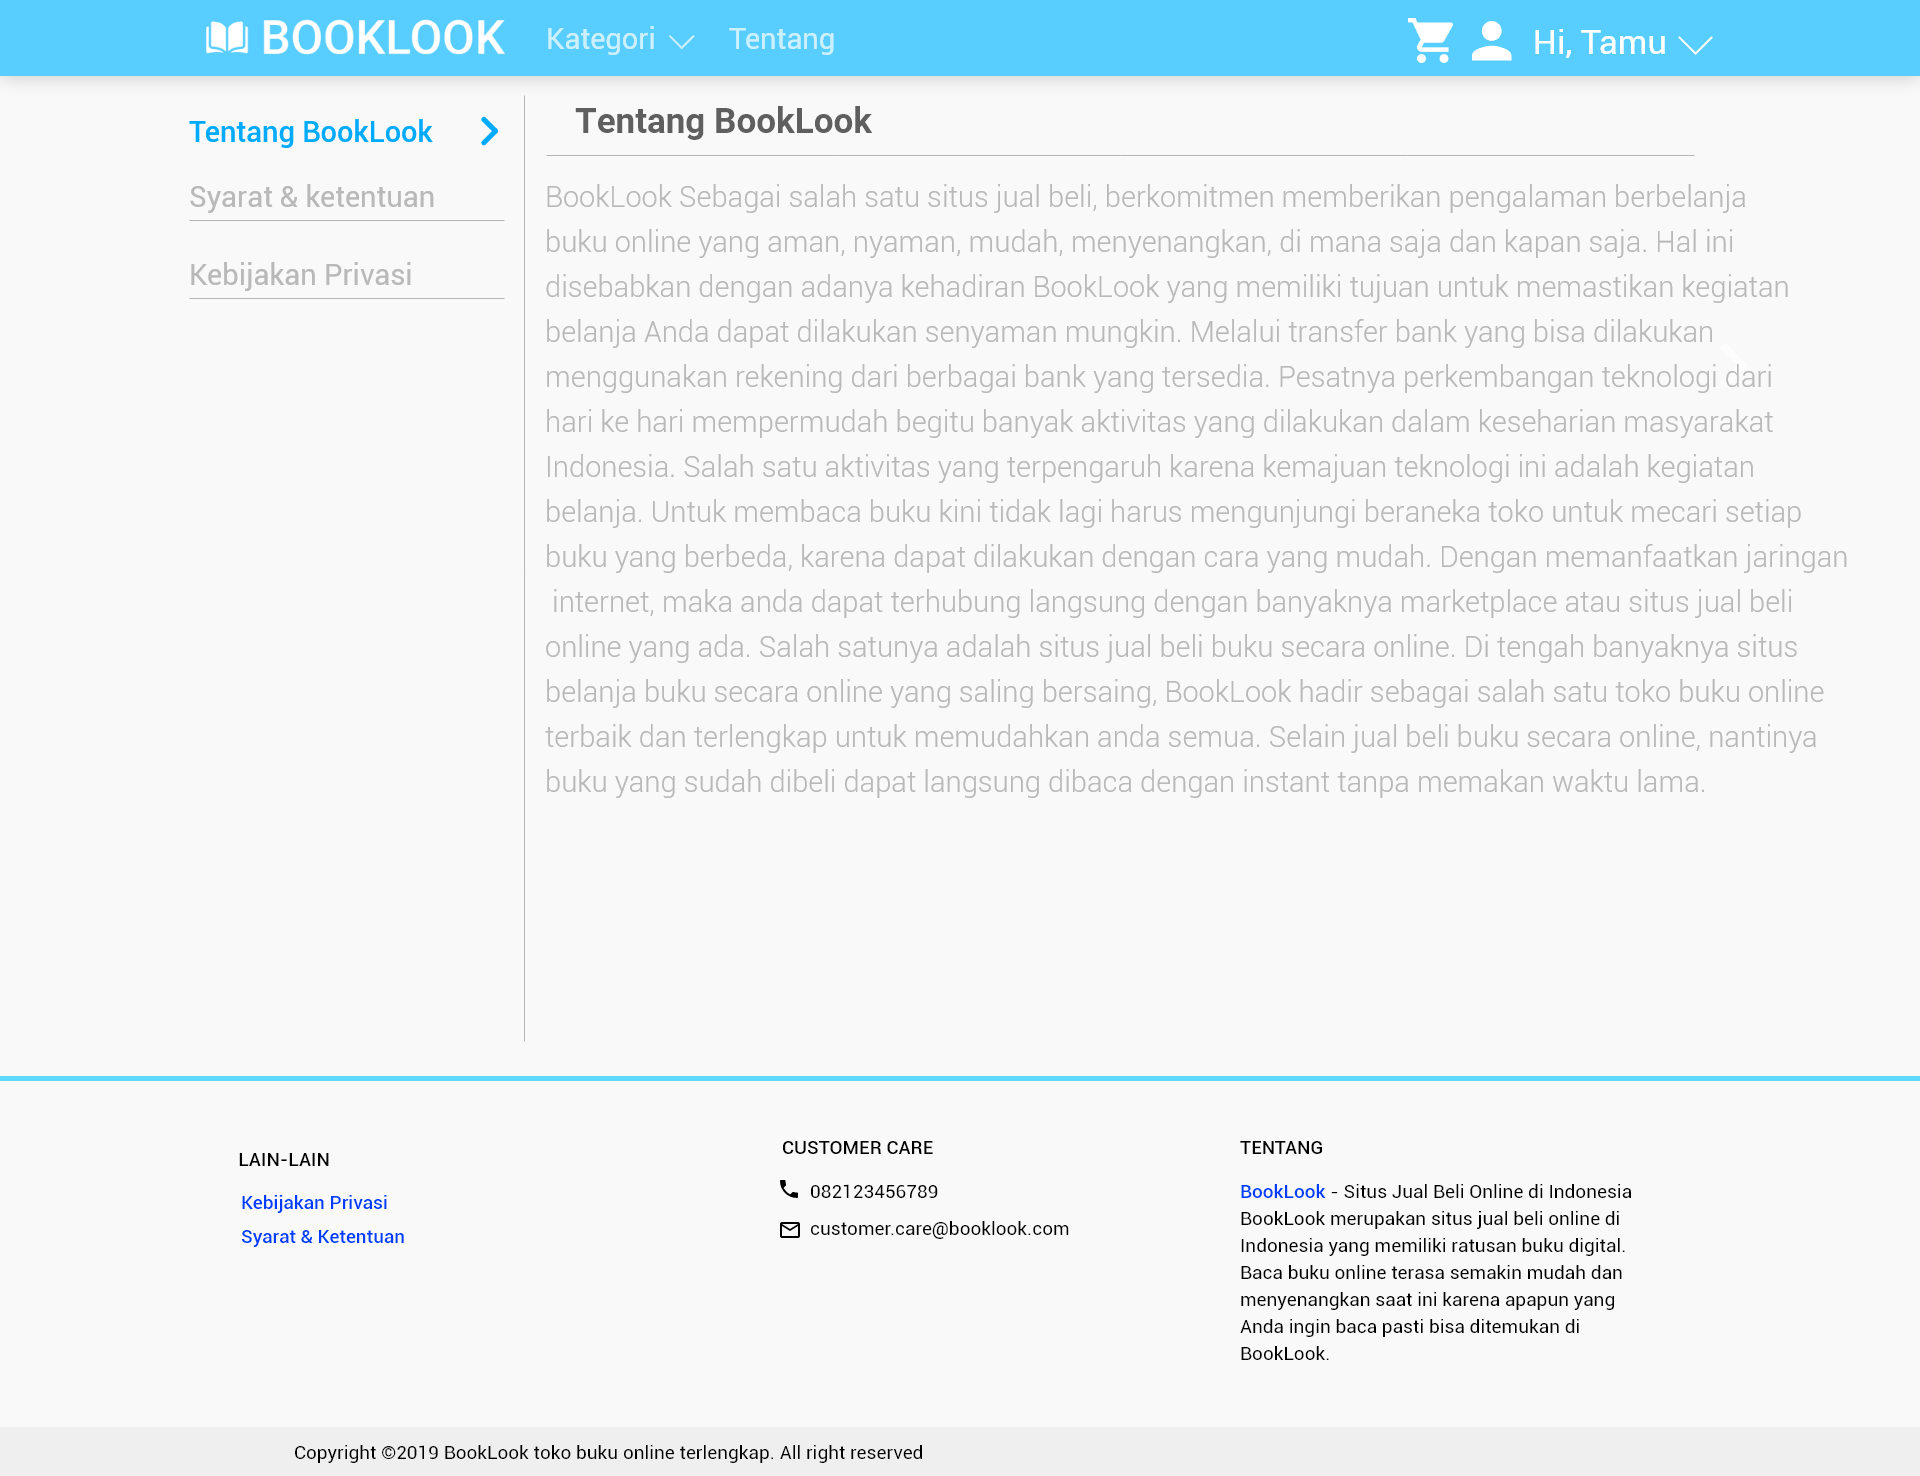 BOOKLOOK
Kategori
Tentang
Hi, Tamu
Tentang BookLook
Syarat & ketentuan
Kebijakan Privasi
Tentang BookLook
BookLook Sebagai salah satu situs jual beli, berkomitmen memberikan pengalaman berbelanja
buku online yang aman, nyaman, mudah, menyenangkan, di mana saja dan kapan saja. Hal ini
disebabkan dengan adanya kehadiran BookLook yang memiliki tujuan untuk memastikan kegiatan
belanja Anda dapat dilakukan senyaman mungkin. Melalui transfer bank yang bisa dilakukan
menggunakan rekening dari berbagai bank yang tersedia. Pesatnya perkembangan teknologi dari
hari ke hari mempermudah begitu banyak aktivitas yang dilakukan dalam keseharian masyarakat
Indonesia. Salah satu aktivitas yang terpengaruh karena kemajuan teknologi ini adalah kegiatan
belanja. Untuk membaca buku kini tidak lagi harus mengunjungi beraneka toko untuk mecari setiap
buku yang berbeda, karena dapat dilakukan dengan cara yang mudah. Dengan memanfaatkan jaringan
internet, maka anda dapat terhubung langsung dengan banyaknya marketplace atau situs jual beli
online yang ada. Salah satunya adalah situs jual beli buku secara online. Di tengah banyaknya situs
belanja buku secara online yang saling bersaing, BookLook hadir sebagai salah satu toko buku online
terbaik dan terlengkap untuk memudahkan anda semua. Selain jual beli buku secara online, nantinya
buku yang sudah dibeli dapat langsung dibaca dengan instant tanpa memakan waktu lama.
LAIN-LAIN
Kebijakan Privasi
Syarat & Ketentuan
CUSTOMER CARE
082123456789
customer.care@booklook.com
TENTANG
BookLook - Situs Jual Beli Online di Indonesia
BookLook merupakan situs jual beli online di
Indonesia yang memiliki ratusan buku digital.
Baca buku online terasa semakin mudah dan
menyenangkan saat ini karena apapun yang
Anda ingin baca pasti bisa ditemukan di
BookLook.
Copyright ©2019 BookLook toko buku online terlengkap. All right reserved